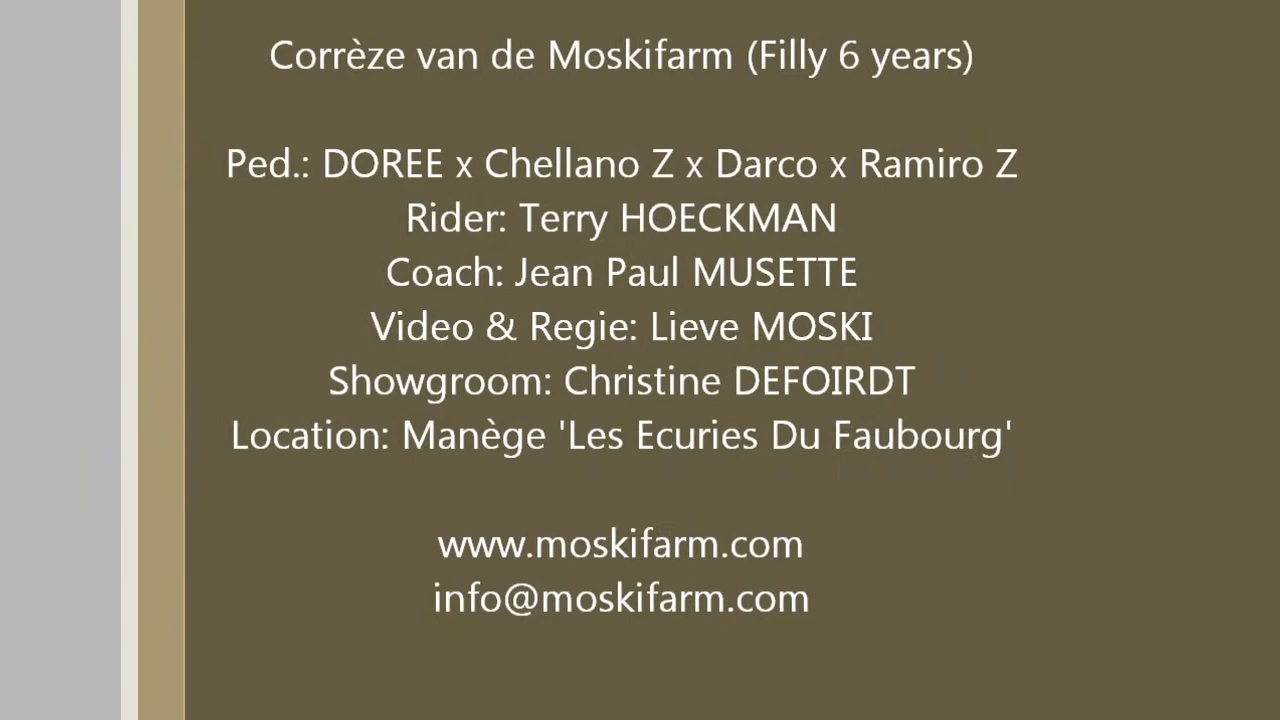 Corrèze van de Moskifarm (Filly 6 years)
Ped.: DOREE x Chellano Z x Darco x Ramiro Z
Rider: Terry HOECKMAN
Coach: Jean Paul MUSETTE
Video & Regie: Lieve MOSKI
Showgroom: Christine DEFOIRDT
Location: Manège 'Les Ecuries Du Faubourg'
www.moskifarm.com
info@moskifarm.com